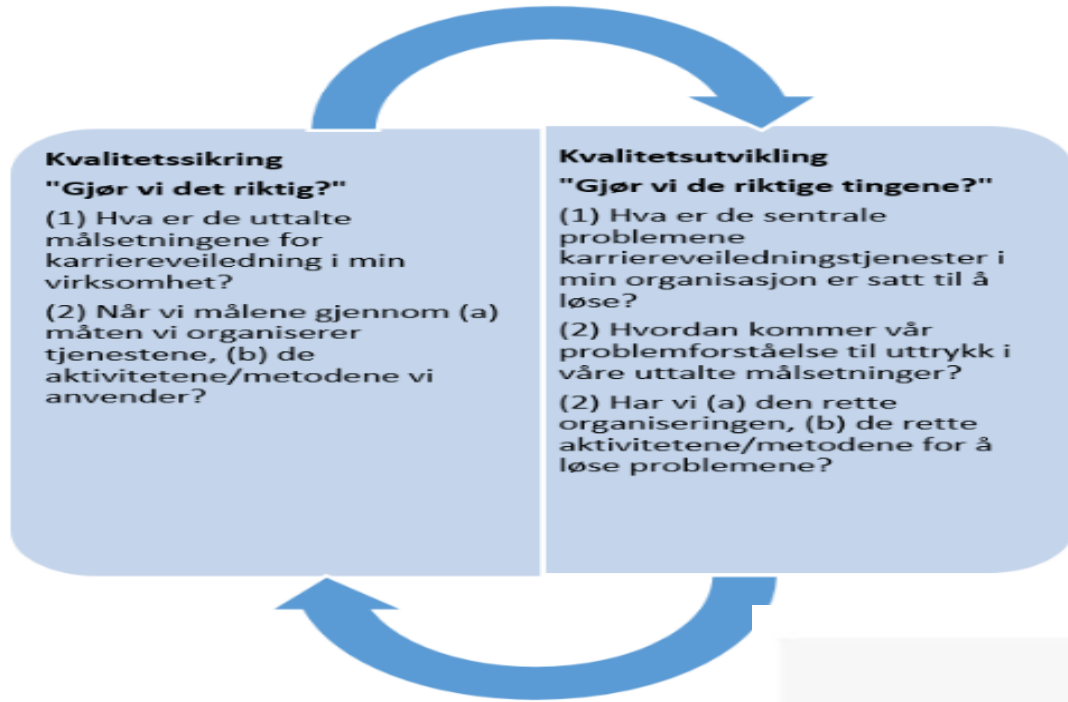 Kvalitetssikring
"Gjør vi det riktig?"
(1) Hva er de uttalte
målsetningene for
karriereveiledning i min
virksomhet?
(2) Når vi målene gjennom (a)
måten vi organiserer
tjenestene, (b) de
aktivitetene/metodene vi
anvender?
Kvalitetsutvikling
"Gjør vi de riktige tingene?"
(1) Hva er de sentrale
problemene
karriereveiledningstjenester i
min organisasjon er satt til å
løse?
(2) Hvordan kommer vår
problemforståelse til uttrykk i
våre uttalte målsetninger?
(2) Har vi (a) den rette
organiseringen, (b) de rette
aktivitetene/metodene for å
løse problemene?